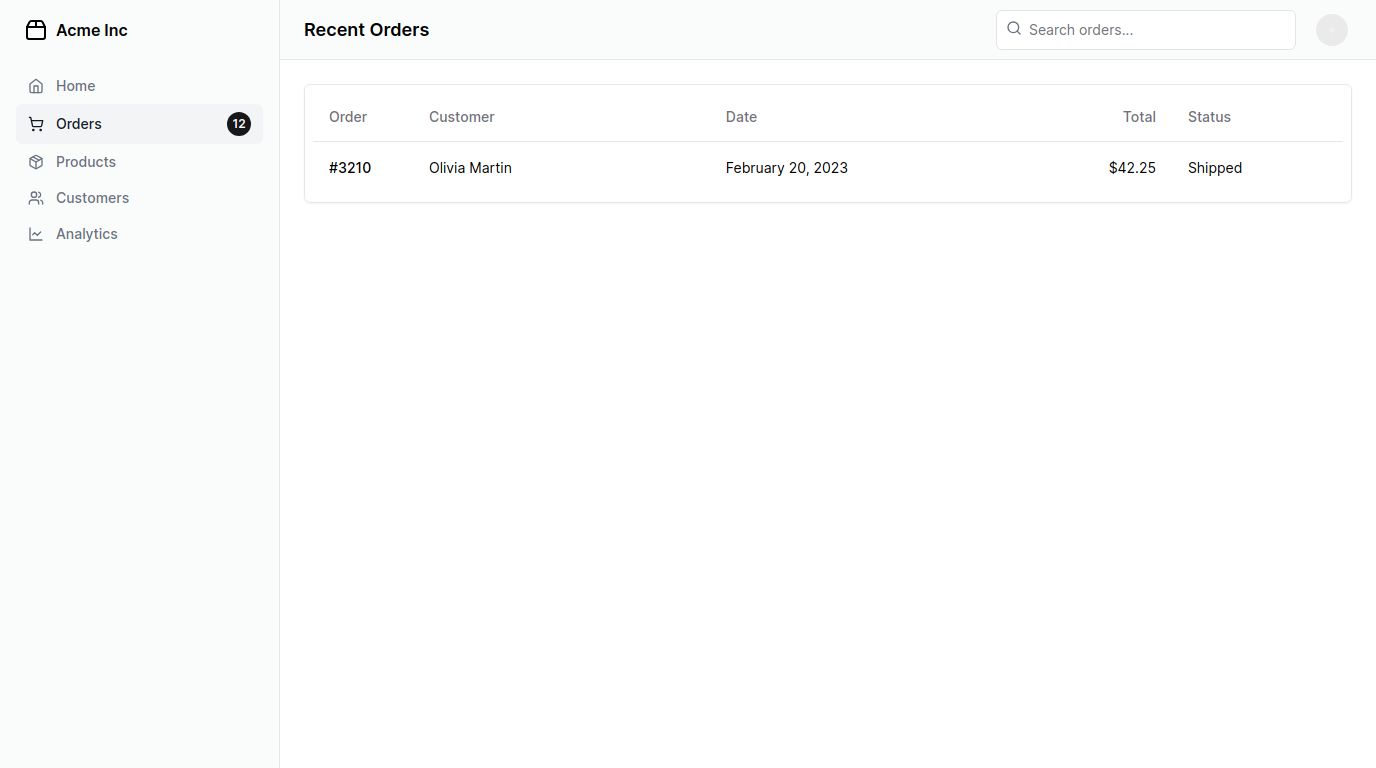 Acme Inc
Home
Orders 12
Products
Customers
Analytics
Recent Orders
Search orders...
Order Customer Date Total Status
#3210 Olivia Martin February 20, 2023 $42.25 Shipped